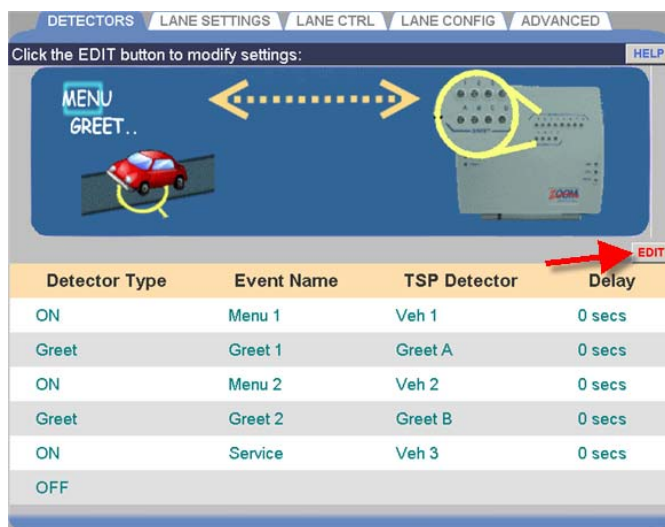 DETECTORS LANE SETTINGS LANE CTRL LANE CONFIG ADVANCED
Click the EDIT button to modify settings: HELP
MENU
GREET..
ZOOM
EDIT
Detector Type Event Name TSP Detector Delay
ON Menu 1 Veh 1 0 secs
Greet Greet 1 Greet A 0 secs
ON Menu 2 Veh 2 0 secs
Greet Greet 2 Greet B 0 secs
ON Service Veh 3 0 secs
OFF